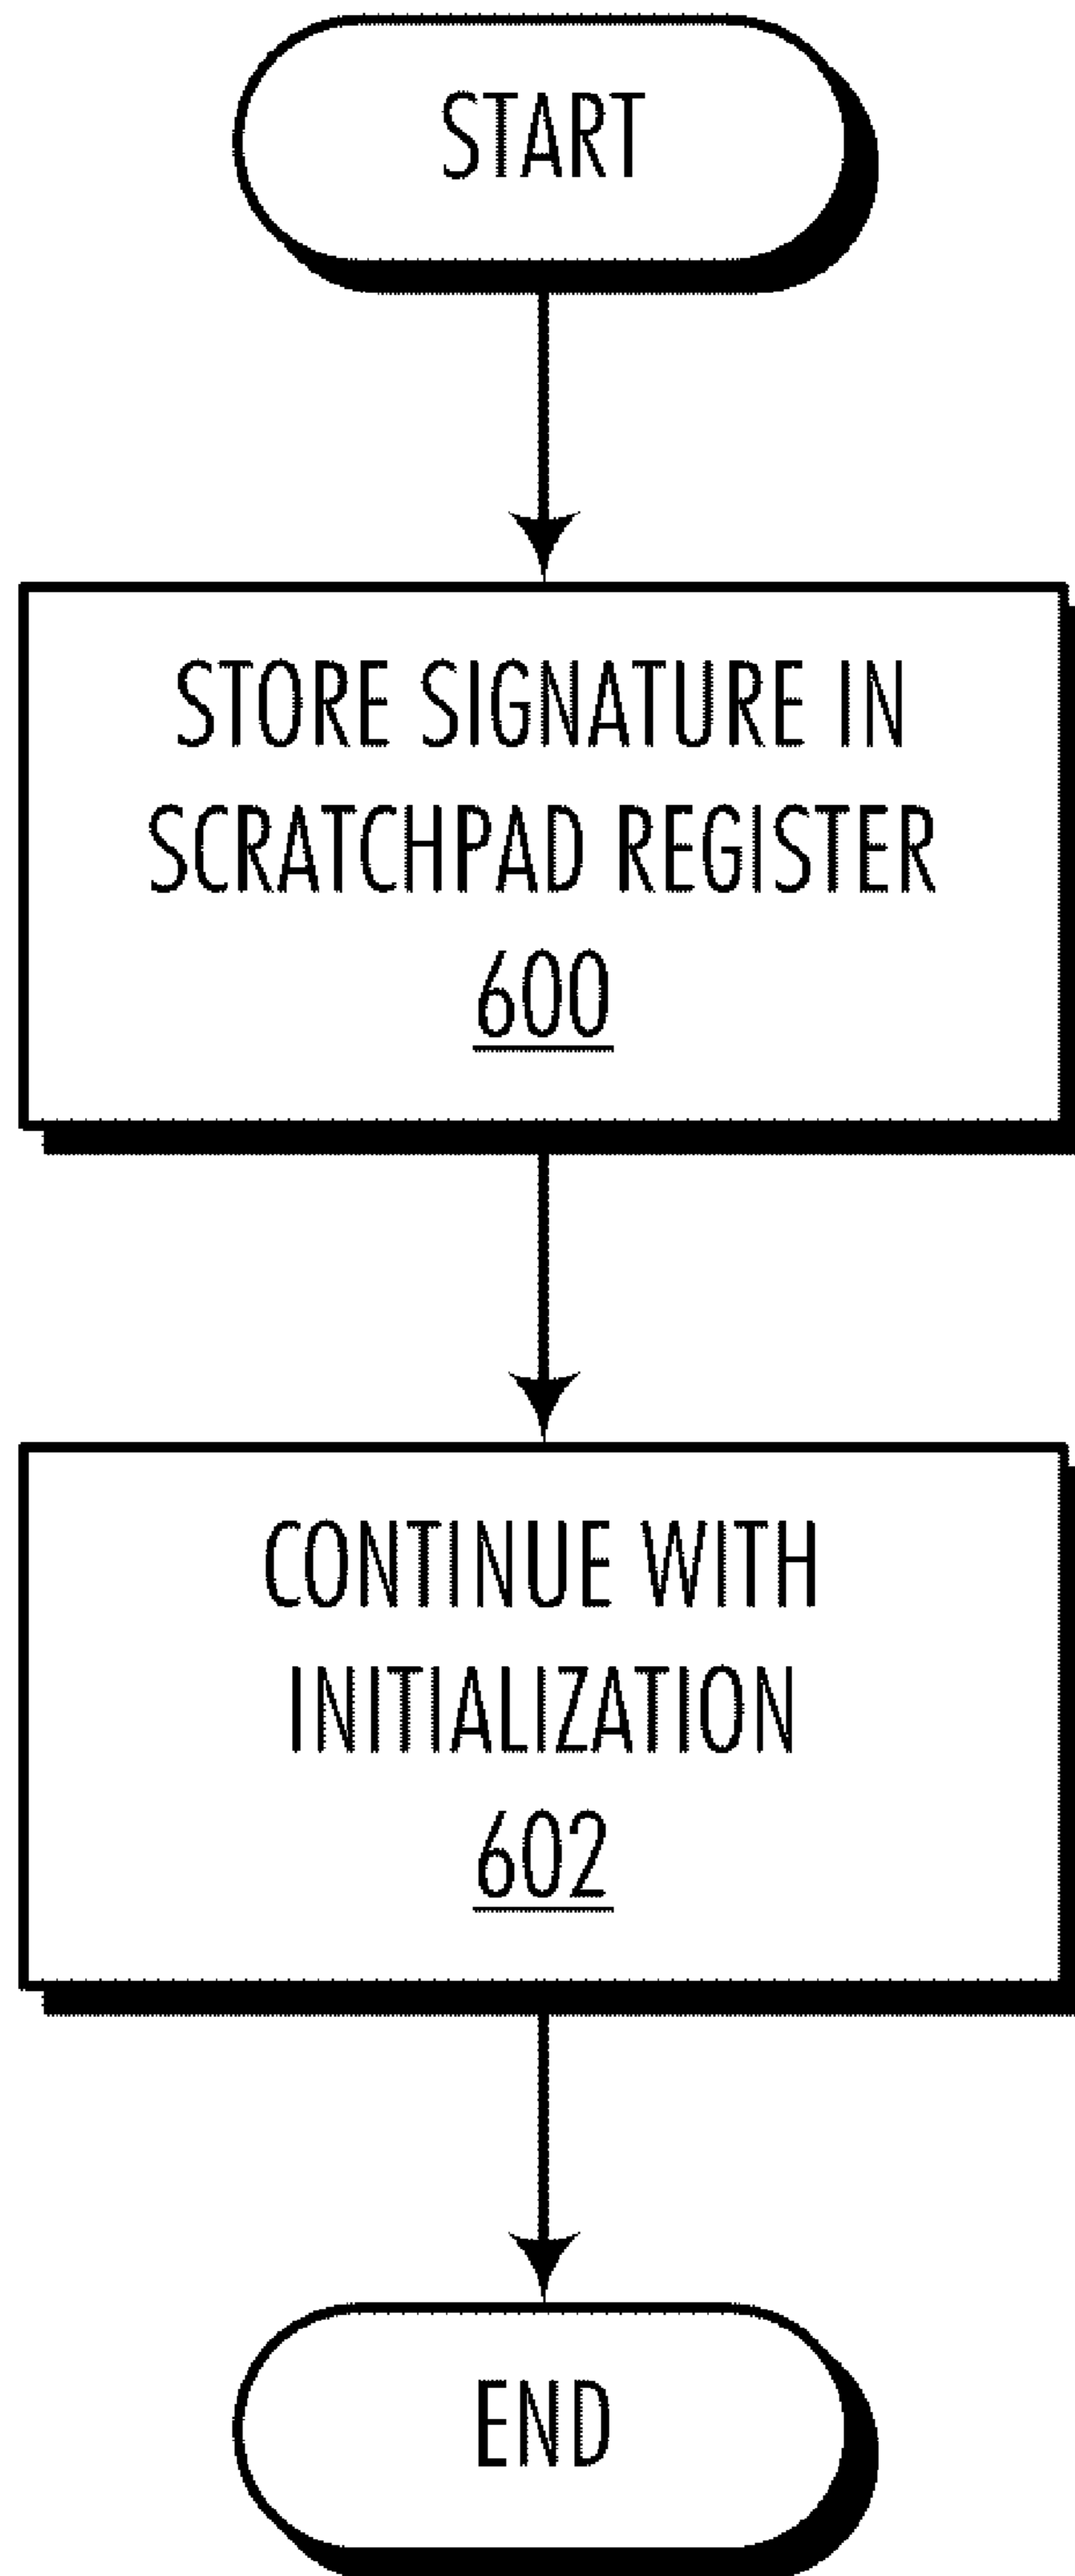 START
STORE SIGNATURE IN
SCRATCHPAD REGISTER
600
CONTINUE WITH
INITIALIZATION
602
END